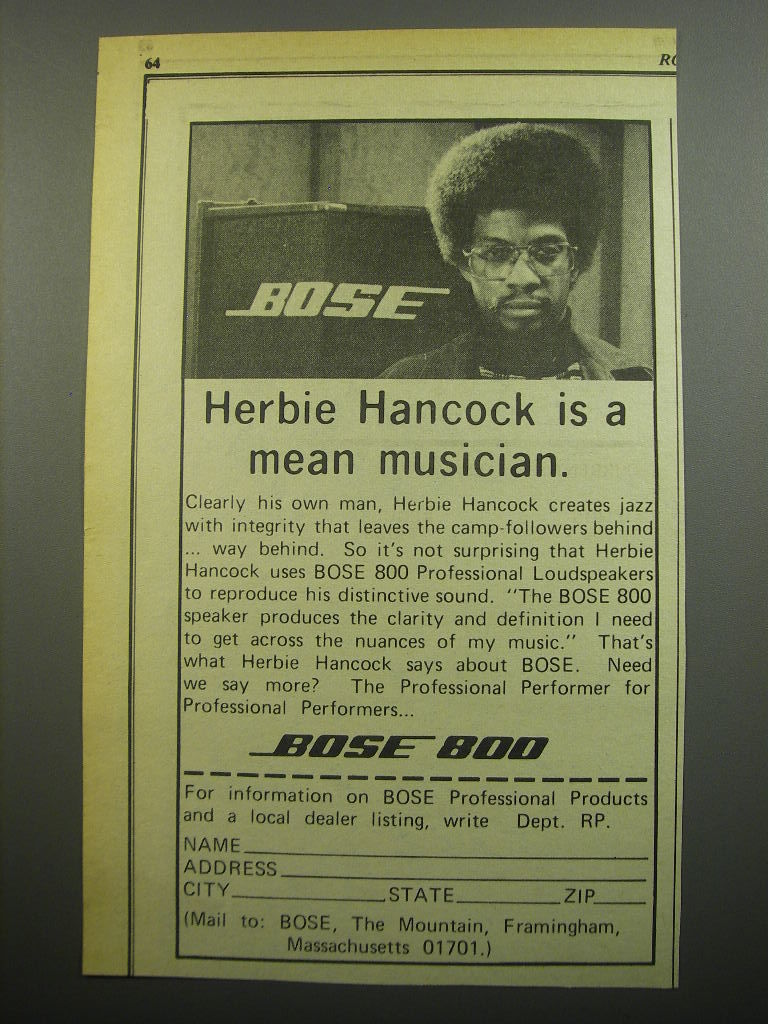 64
BOSE
Herbie Hancock is a
mean musician.
Clearly his own man, Herbie Hancock creates jazz
with integrity that leaves the camp-followers behind
... way behind. So it's not surprising that Herbie
Hancock uses BOSE 800 Professional Loudspeakers
to reproduce his distinctive sound. "The BOSE 800
speaker produces the clarity and definition I need
to get across the nuances of my music." That's
what Herbie Hancock says about BOSE. Need
we say more? The Professional Performer for
Professional Performers...
BOSE 800
For information on BOSE Professional Products
and a local dealer listing, write Dept. RP.
NAME
ADDRESS
CITY STATE ZIP
(Mail to: BOSE, The Mountain, Framingham,
Massachusetts 01701.)